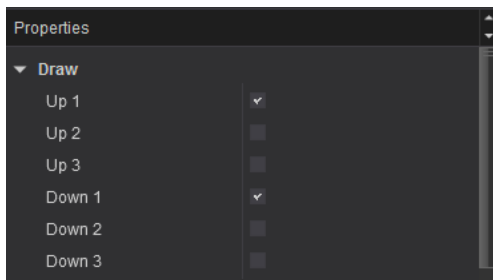 Properties
Draw
Up 1
Up 2
Up 3
Down 1
Down 2
Down 3